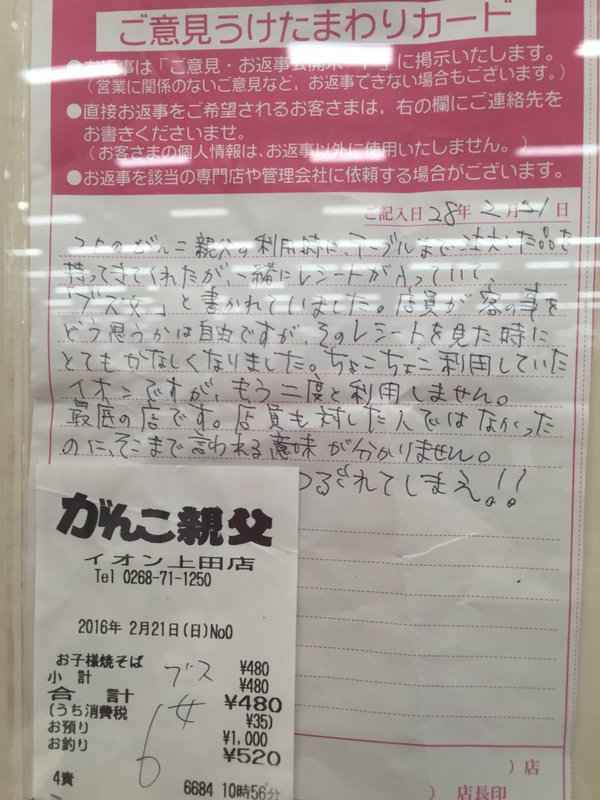 ご意見うけたまわりカード
●お返事は「ご意見・お返事公開ボード」に掲示いたします。
（営業に関係のないご意見など、お返事できない場合もございます。）
●直接お返事をご希望されるお客さまは、右の欄にご連絡先を
お書きくださいませ。
（お客さまの個人情報は、お返事以外に使用いたしません。）
●お返事を該当の専門店や管理会社に依頼する場合がございます。
ご記入日 28年 2月 21日
がんこ親父の利用時に、テーブルまで注文した品を
持ってきてくれたが、一緒にレシートが入っていて、
「ブス女」と書かれていました。店員が客の事を
どう思うかは自由ですが、そのレシートを見た時に
とてもかなしくなりました。ちょこちょこ利用していた
イオンですが、もう二度と利用しません。
最底の店です。店員も対した人ではなかった
のに、そこまで言われる意味が分かりません。
つぶれてしまえ!!
がんこ親父
イオン上田店
Tel 0268-71-1250
2016年 2月21日(日)No0
お子様焼そば ¥480
小計 ¥480
合計 ¥480
(うち消費税 ¥35)
お預り ¥1,000
お釣り ¥520
ブス
女
6
4責 6684 10時56分
）店
）店長印